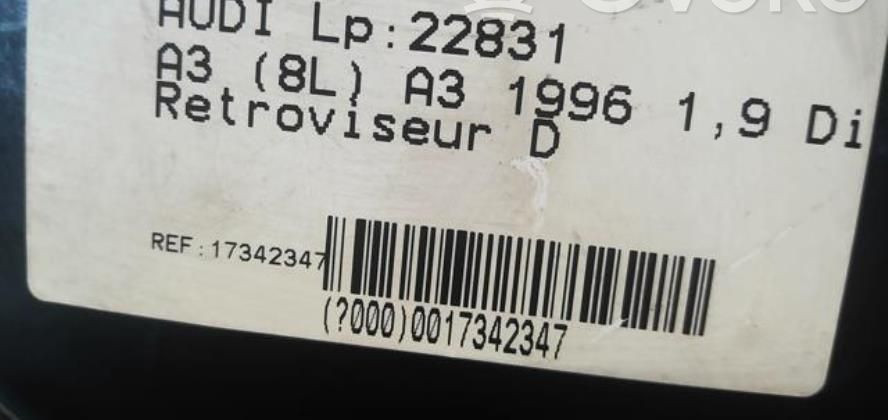 AUDI Lp:22831
A3 (8L) A3 1996 1,9 Di
Retroviseur D
REF:17342347
(?000)0017342347